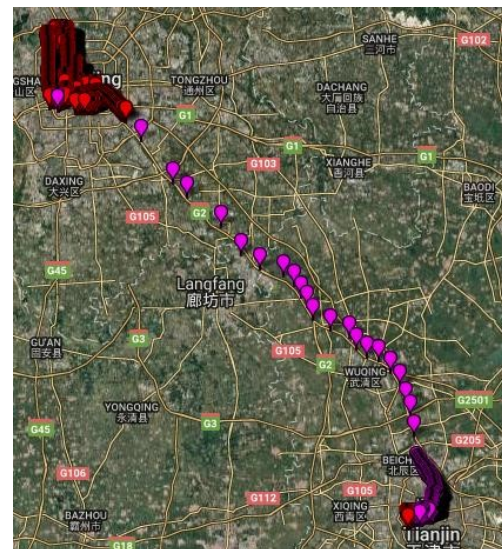 SANHE
三河市
G102
TONGZHOU
通州区
DACHANG
大厂回族
自治县
G1
G103
G1
XIANGHE
香河县
G1
DAXING
大兴区
BAODI
宝坻区
G105
G2
G45
Langfang
廊坊市
GU'AN
固安县
G3
G105
G2
WUQING
武清区
G2501
YONGQING
永清县
G3
G45
G205
BEICHE
北辰区
G106
G112
G105
XIQING
西青区
BAZHOU
霸州市
Tianjin
G18